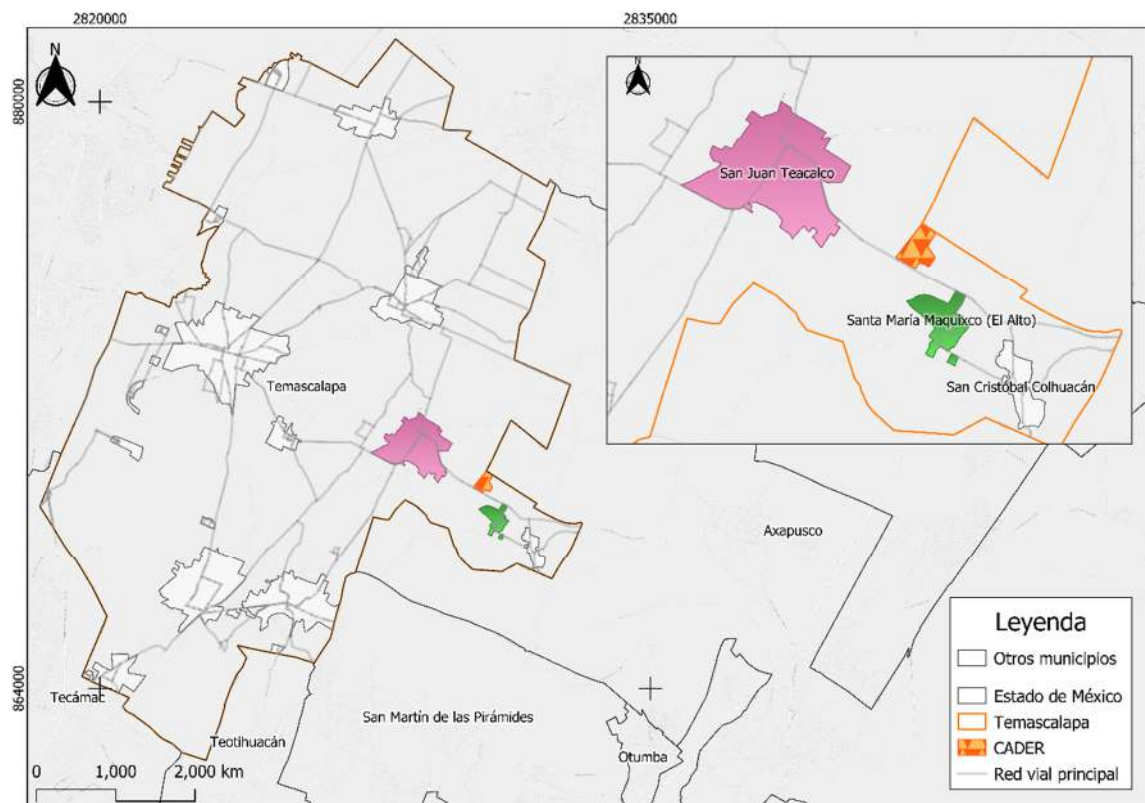 2820000
2835000
N
N
880000
864000
San Juan Teacalco
Santa María Maquixco (El Alto)
San Cristóbal Colhuacán
Temascalapa
Axapusco
Tecámac
Teotihuacán
San Martín de las Pirámides
Otumba
0 1,000 2,000 km
Leyenda
Otros municipios
Estado de México
Temascalapa
CADER
Red vial principal